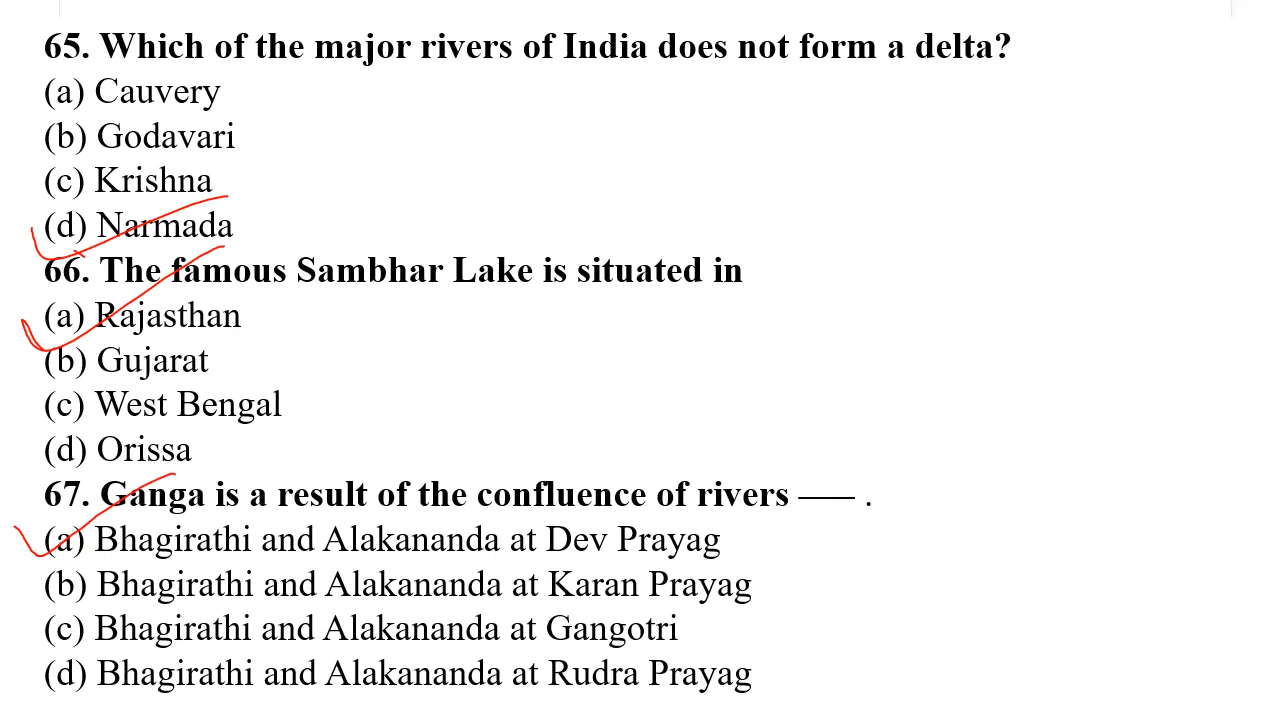 65. Which of the major rivers of India does not form a delta?
(a) Cauvery
(b) Godavari
(c) Krishna
(d) Narmada
66. The famous Sambhar Lake is situated in
(a) Rajasthan
(b) Gujarat
(c) West Bengal
(d) Orissa
67. Ganga is a result of the confluence of rivers —– .
(a) Bhagirathi and Alakananda at Dev Prayag
(b) Bhagirathi and Alakananda at Karan Prayag
(c) Bhagirathi and Alakananda at Gangotri
(d) Bhagirathi and Alakananda at Rudra Prayag